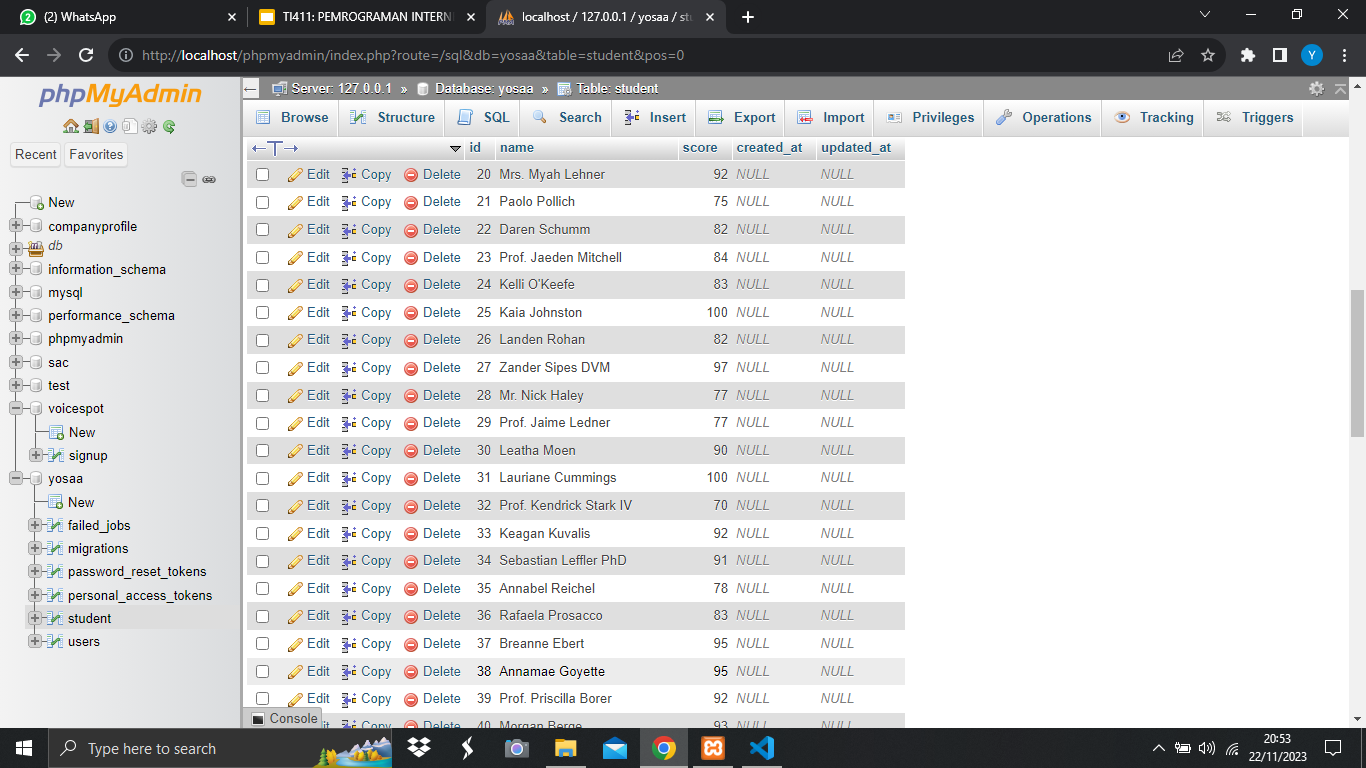 (2) WhatsApp
TI411: PEMROGRAMAN INTERN
localhost / 127.0.0.1 / yosaa / stu
http://localhost/phpmyadmin/index.php?route=/sql&db=yosaa&table=student&pos=0
Y
phpMyAdmin
Recent Favorites
New
companyprofile
db
information_schema
mysql
performance_schema
phpmyadmin
sac
test
voicespot
New
signup
yosaa
New
failed_jobs
migrations
password_reset_tokens
personal_access_tokens
student
users
Server: 127.0.0.1 » Database: yosaa » Table: student
Browse Structure SQL Search Insert Export Import Privileges Operations Tracking Triggers
id name score created_at updated_at
Edit Copy Delete 20 Mrs. Myah Lehner 92 NULL NULL
Edit Copy Delete 21 Paolo Pollich 75 NULL NULL
Edit Copy Delete 22 Daren Schumm 82 NULL NULL
Edit Copy Delete 23 Prof. Jaeden Mitchell 84 NULL NULL
Edit Copy Delete 24 Kelli O'Keefe 83 NULL NULL
Edit Copy Delete 25 Kaia Johnston 100 NULL NULL
Edit Copy Delete 26 Landen Rohan 82 NULL NULL
Edit Copy Delete 27 Zander Sipes DVM 97 NULL NULL
Edit Copy Delete 28 Mr. Nick Haley 77 NULL NULL
Edit Copy Delete 29 Prof. Jaime Ledner 77 NULL NULL
Edit Copy Delete 30 Leatha Moen 90 NULL NULL
Edit Copy Delete 31 Lauriane Cummings 100 NULL NULL
Edit Copy Delete 32 Prof. Kendrick Stark IV 70 NULL NULL
Edit Copy Delete 33 Keagan Kuvalis 92 NULL NULL
Edit Copy Delete 34 Sebastian Leffler PhD 91 NULL NULL
Edit Copy Delete 35 Annabel Reichel 78 NULL NULL
Edit Copy Delete 36 Rafaela Prosacco 83 NULL NULL
Edit Copy Delete 37 Breanne Ebert 95 NULL NULL
Edit Copy Delete 38 Annamae Goyette 95 NULL NULL
Edit Copy Delete 39 Prof. Priscilla Borer 92 NULL NULL
Copy Delete 40 Morgan Berge 93 NULL NULL
Console
Type here to search
20:53
22/11/2023